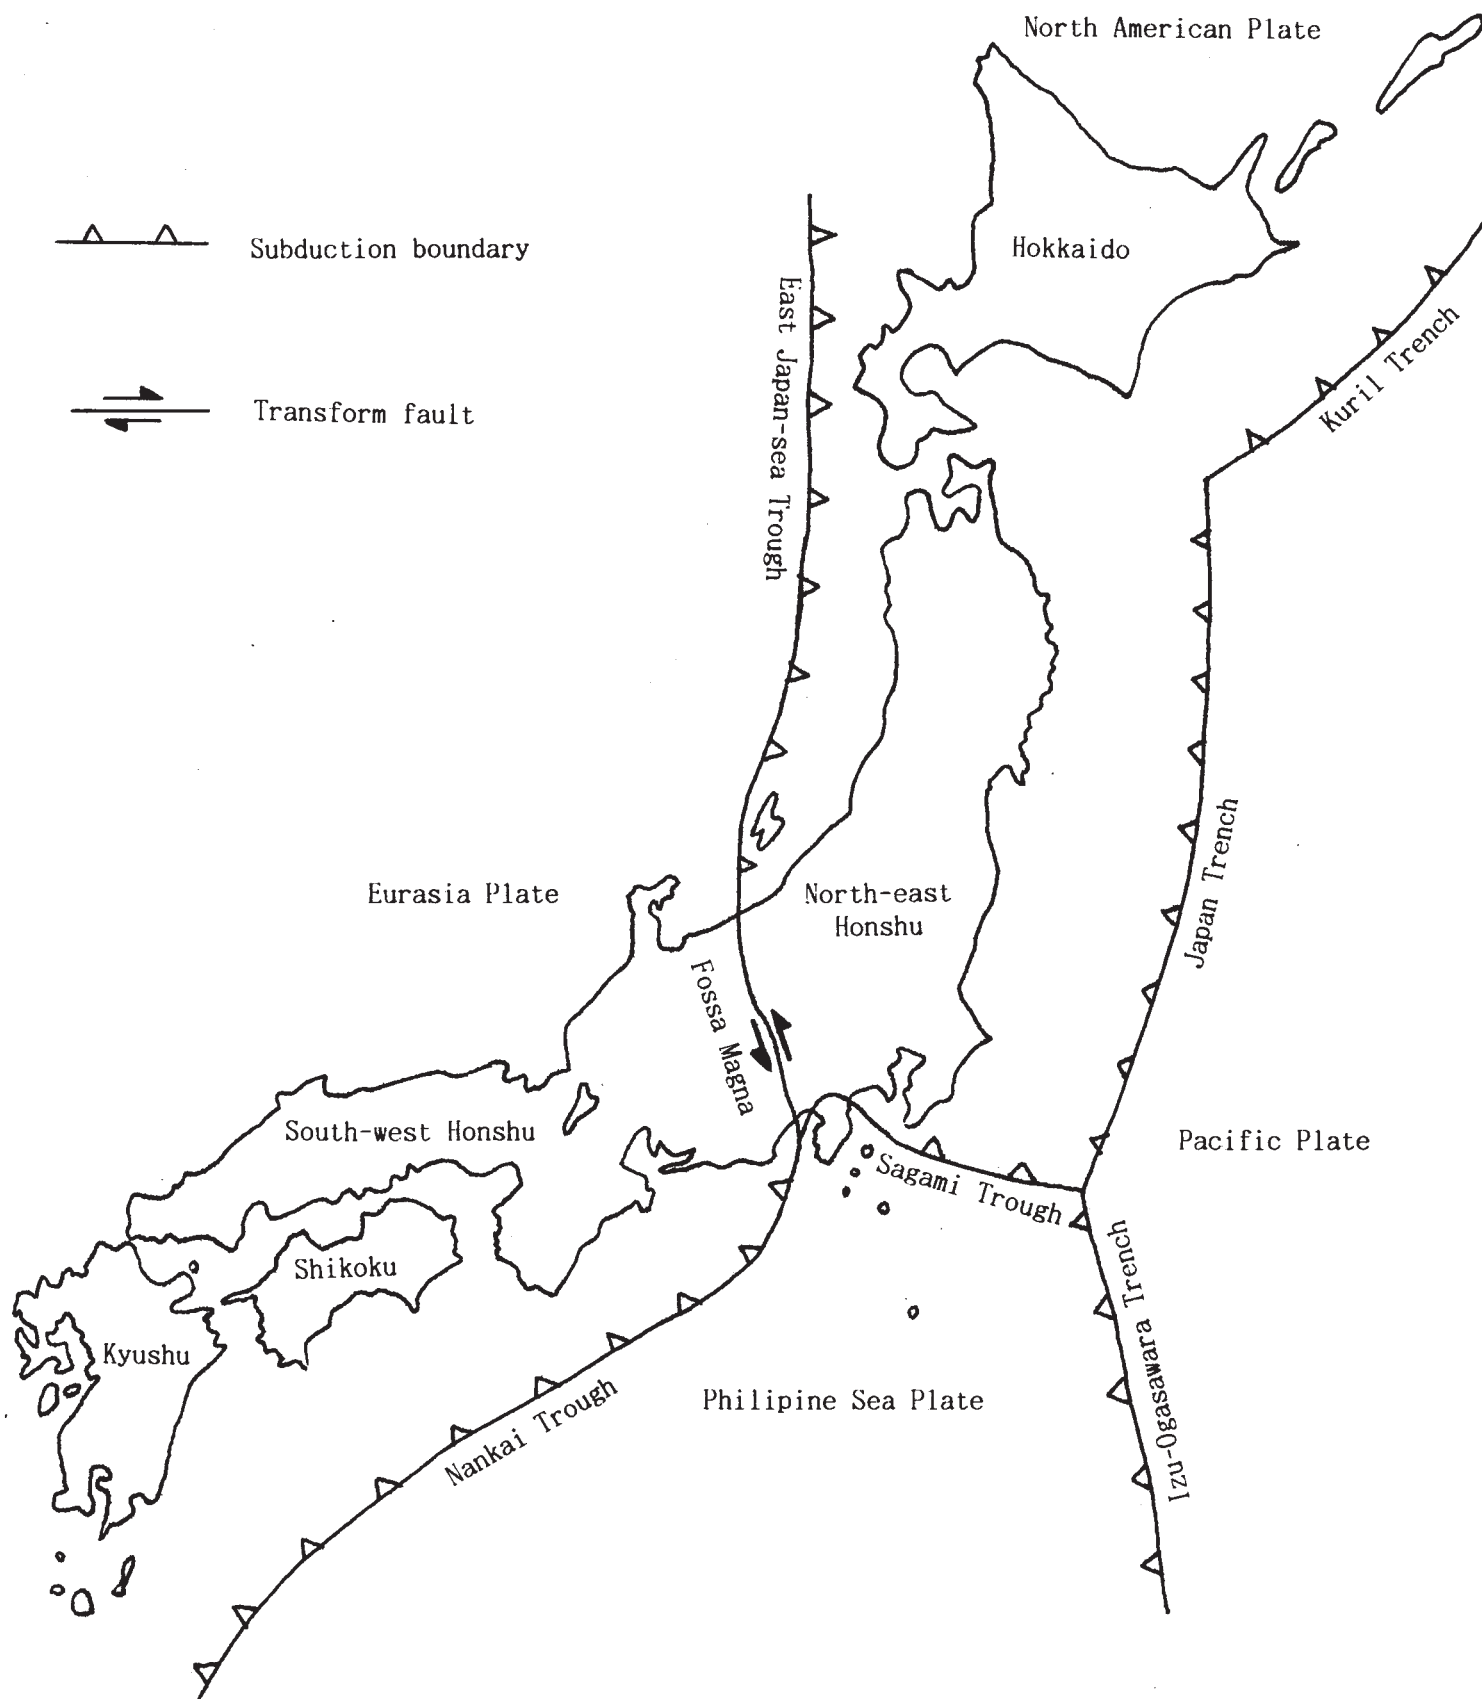 North American Plate
Subduction boundary
Hokkaido
East Japan-sea Trough
Kuril Trench
Transform fault
Japan Trench
Eurasia Plate
North-east
Honshu
Fossa Magna
South-west Honshu
Pacific Plate
Sagami Trough
Shikoku
Izu-Ogasawara Trench
Kyushu
Philipine Sea Plate
Nankai Trough